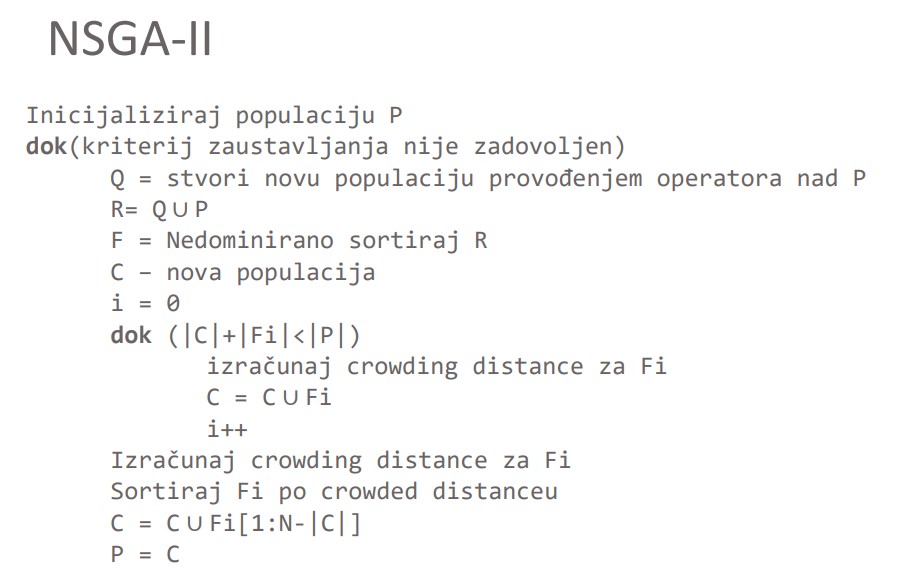 NSGA-II
Inicijaliziraj populaciju P
dok(kriterij zaustavljanja nije zadovoljen)
Q = stvori novu populaciju provođenjem operatora nad P
R= Q∪P
F = Nedominirano sortiraj R
C – nova populacija
i = 0
dok (|C|+|Fi|<|P|)
izračunaj crowding distance za Fi
C = C∪Fi
i++
Izračunaj crowding distance za Fi
Sortiraj Fi po crowded distanceu
C = C∪Fi[1:N-|C|]
P = C